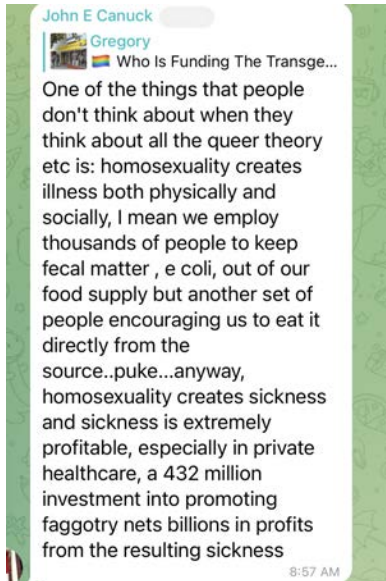 John E Canuck
Gregory
🏳️‍🌈 Who Is Funding The Transge...
One of the things that people
don't think about when they
think about all the queer theory
etc is: homosexuality creates
illness both physically and
socially, I mean we employ
thousands of people to keep
fecal matter , e coli, out of our
food supply but another set of
people encouraging us to eat it
directly from the
source..puke...anyway,
homosexuality creates sickness
and sickness is extremely
profitable, especially in private
healthcare, a 432 million
investment into promoting
faggotry nets billions in profits
from the resulting sickness
8:57 AM